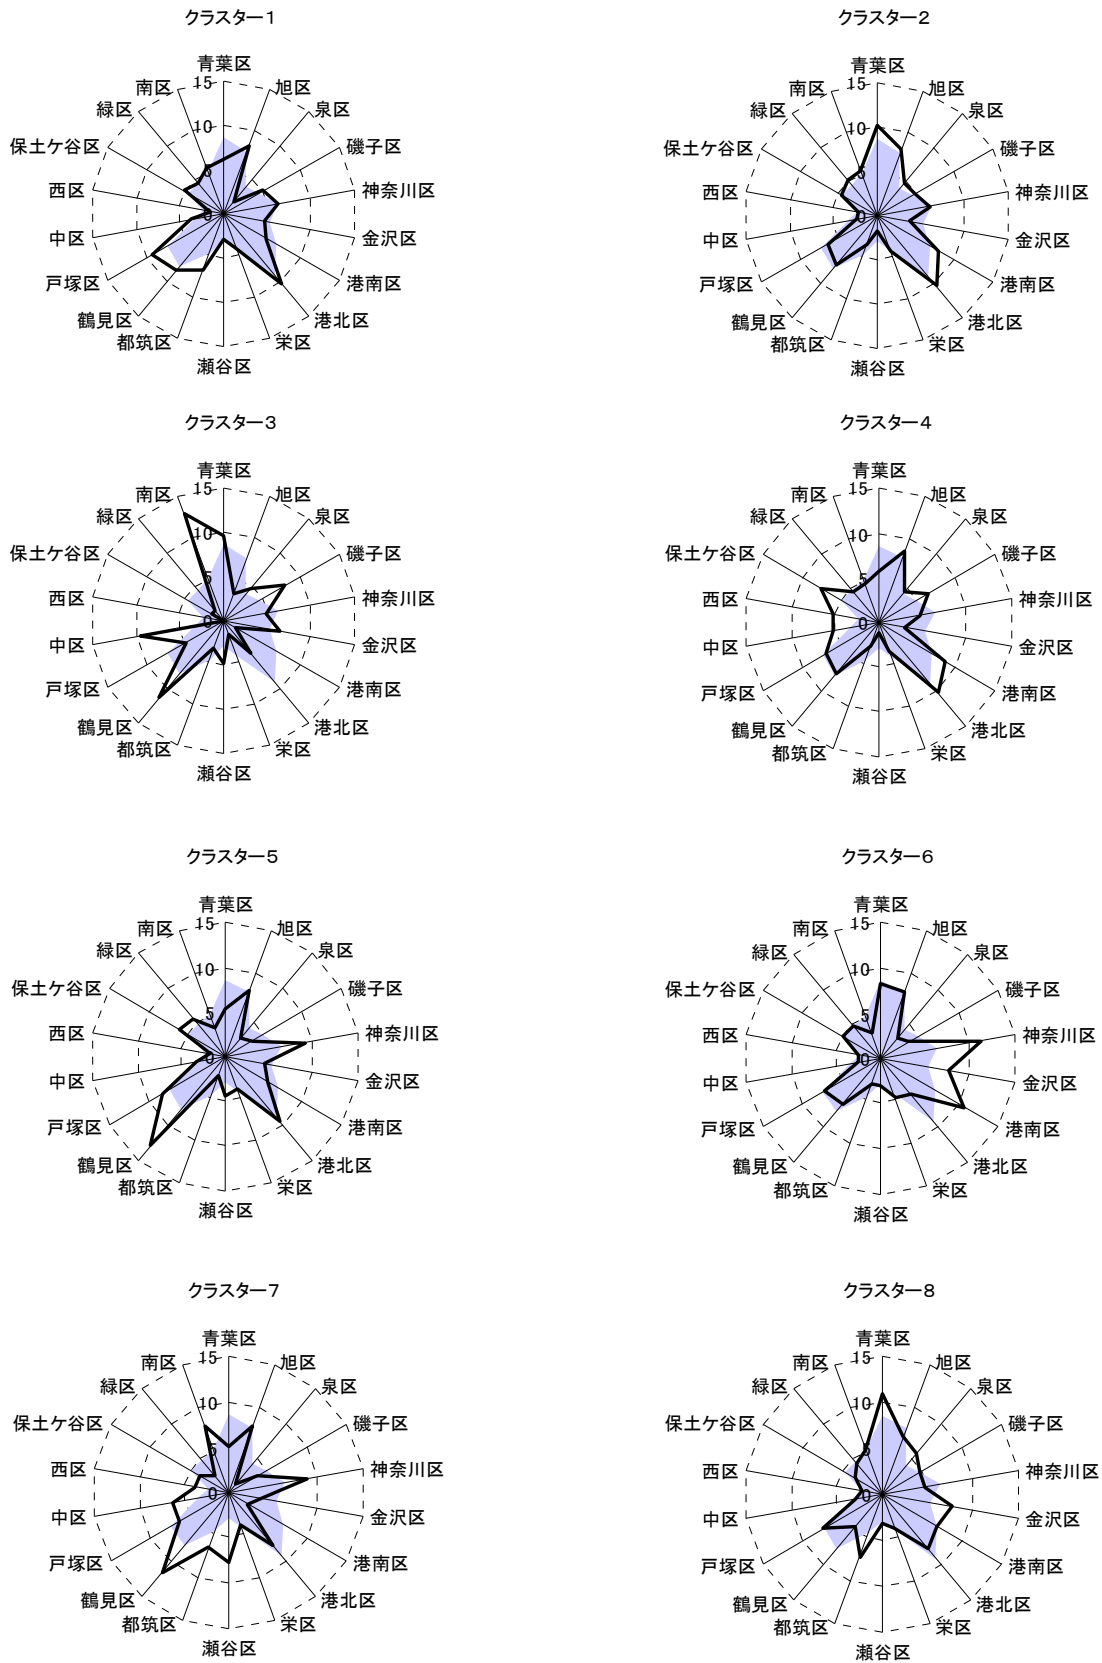 クラスター1
青葉区
旭区
泉区
磯子区
神奈川区
金沢区
港南区
港北区
栄区
瀬谷区
都筑区
鶴見区
戸塚区
中区
西区
保土ケ谷区
緑区
南区
15
10
5
0
クラスター2
青葉区
旭区
泉区
磯子区
神奈川区
金沢区
港南区
港北区
栄区
瀬谷区
都筑区
鶴見区
戸塚区
中区
西区
保土ケ谷区
緑区
南区
15
10
5
0
クラスター3
青葉区
旭区
泉区
磯子区
神奈川区
金沢区
港南区
港北区
栄区
瀬谷区
都筑区
鶴見区
戸塚区
中区
西区
保土ケ谷区
緑区
南区
15
10
5
0
クラスター4
青葉区
旭区
泉区
磯子区
神奈川区
金沢区
港南区
港北区
栄区
瀬谷区
都筑区
鶴見区
戸塚区
中区
西区
保土ケ谷区
緑区
南区
15
10
5
0
クラスター5
青葉区
旭区
泉区
磯子区
神奈川区
金沢区
港南区
港北区
栄区
瀬谷区
都筑区
鶴見区
戸塚区
中区
西区
保土ケ谷区
緑区
南区
15
10
5
0
クラスター6
青葉区
旭区
泉区
磯子区
神奈川区
金沢区
港南区
港北区
栄区
瀬谷区
都筑区
鶴見区
戸塚区
中区
西区
保土ケ谷区
緑区
南区
15
10
5
0
クラスター7
青葉区
旭区
泉区
磯子区
神奈川区
金沢区
港南区
港北区
栄区
瀬谷区
都筑区
鶴見区
戸塚区
中区
西区
保土ケ谷区
緑区
南区
15
10
5
0
クラスター8
青葉区
旭区
泉区
磯子区
神奈川区
金沢区
港南区
港北区
栄区
瀬谷区
都筑区
鶴見区
戸塚区
中区
西区
保土ケ谷区
緑区
南区
15
10
5
0